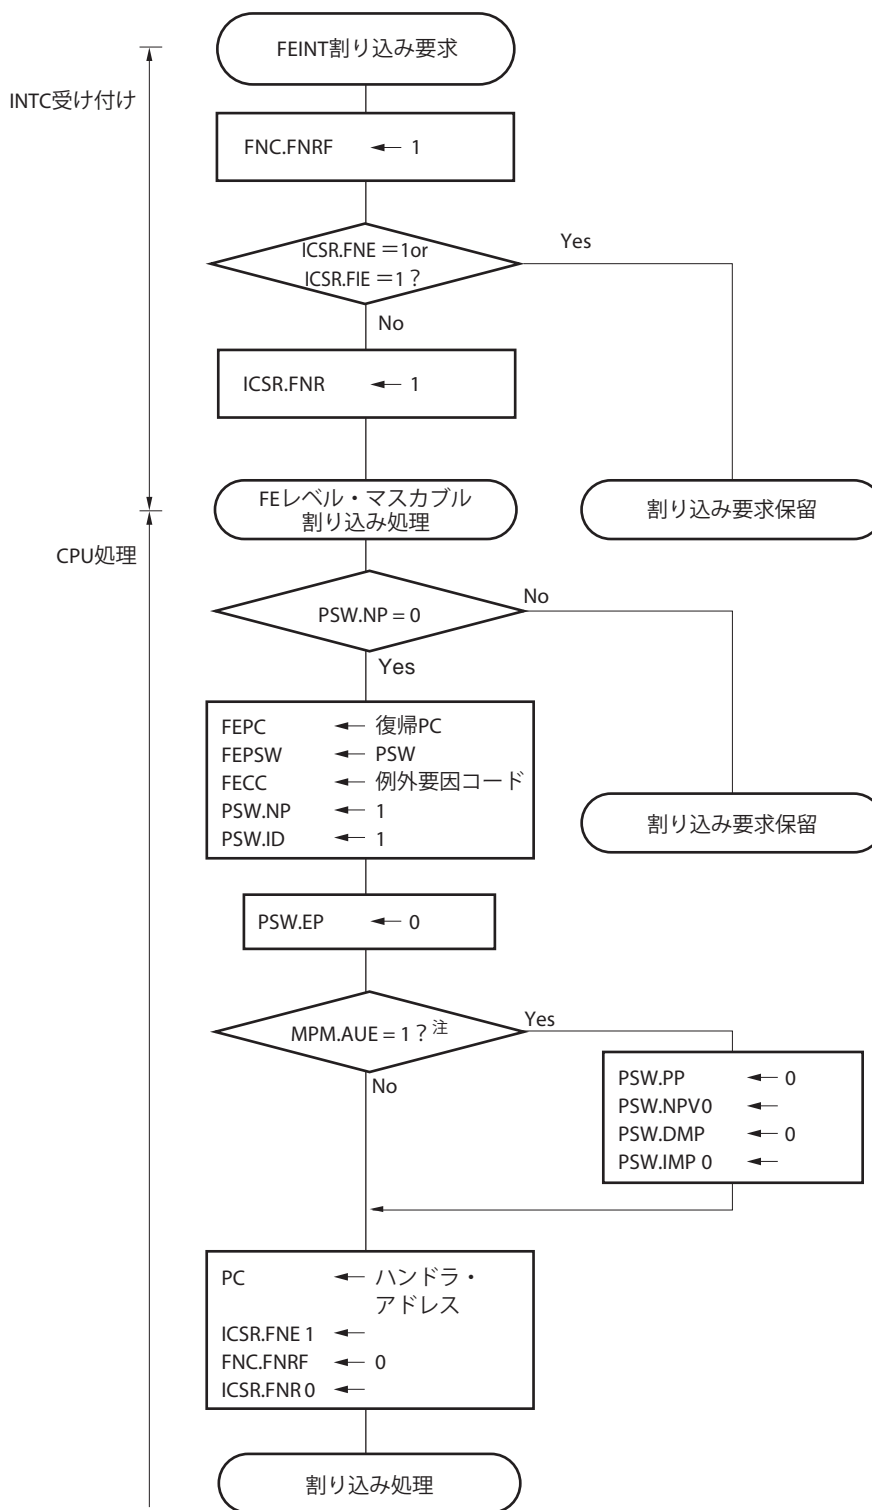 FEINT割り込み要求
INTC受け付け
FNC.FNRF ← 1
ICSR.FNE＝1or
ICSR.FIE＝1？
Yes
No
ICSR.FNR ← 1
FEレベル・マスカブル
割り込み処理
割り込み要求保留
CPU処理
PSW.NP = 0
No
Yes
FEPC ← 復帰PC
FEPSW ← PSW
FECC ← 例外要因コード
PSW.NP ← 1
PSW.ID ← 1
割り込み要求保留
PSW.EP ← 0
MPM.AUE = 1？注
Yes
No
PSW.PP ← 0
PSW.NPV0 ←
PSW.DMP ← 0
PSW.IMP 0 ←
PC ← ハンドラ・
アドレス
ICSR.FNE 1 ←
FNC.FNRF ← 0
ICSR.FNR 0 ←
割り込み処理